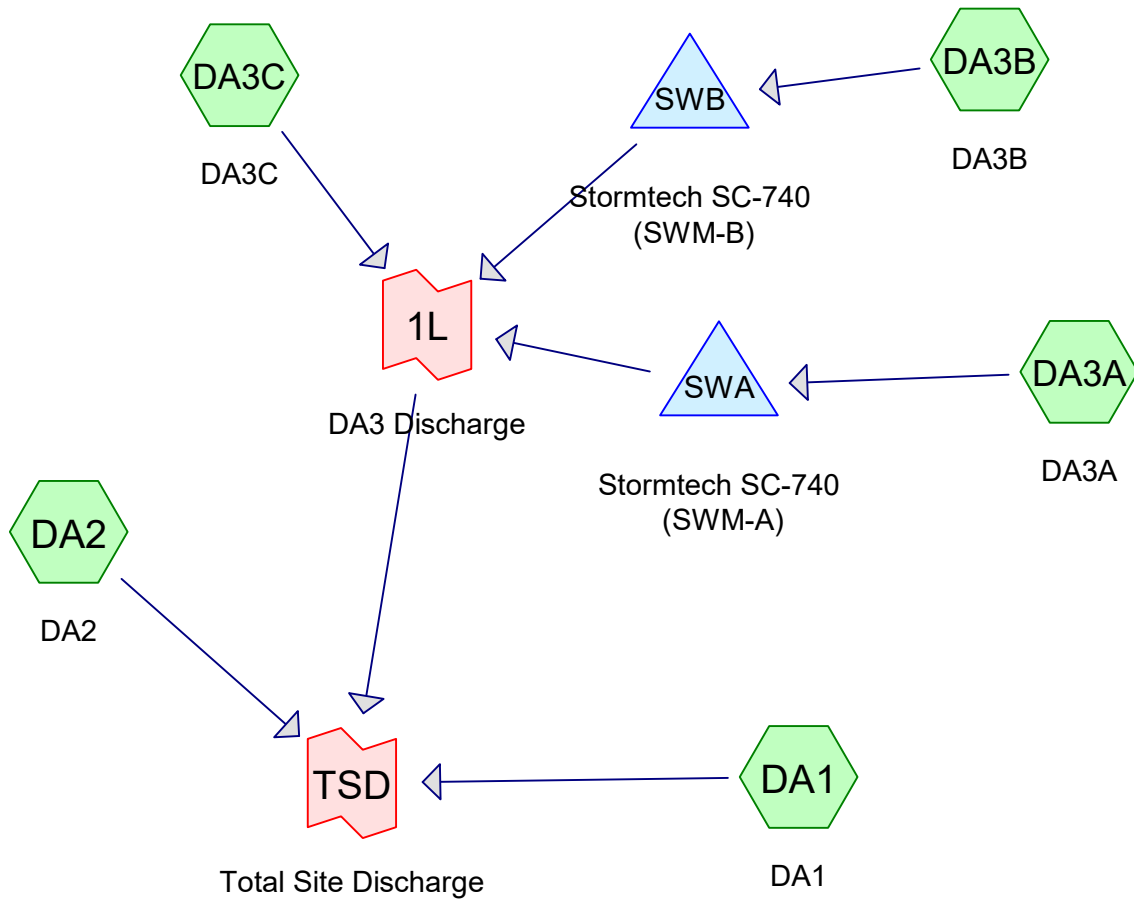 DA3C
DA3C
SWB
Stormtech SC-740
(SWM-B)
DA3B
DA3B
1L
DA3 Discharge
SWA
Stormtech SC-740
(SWM-A)
DA3A
DA3A
DA2
DA2
TSD
Total Site Discharge
DA1
DA1